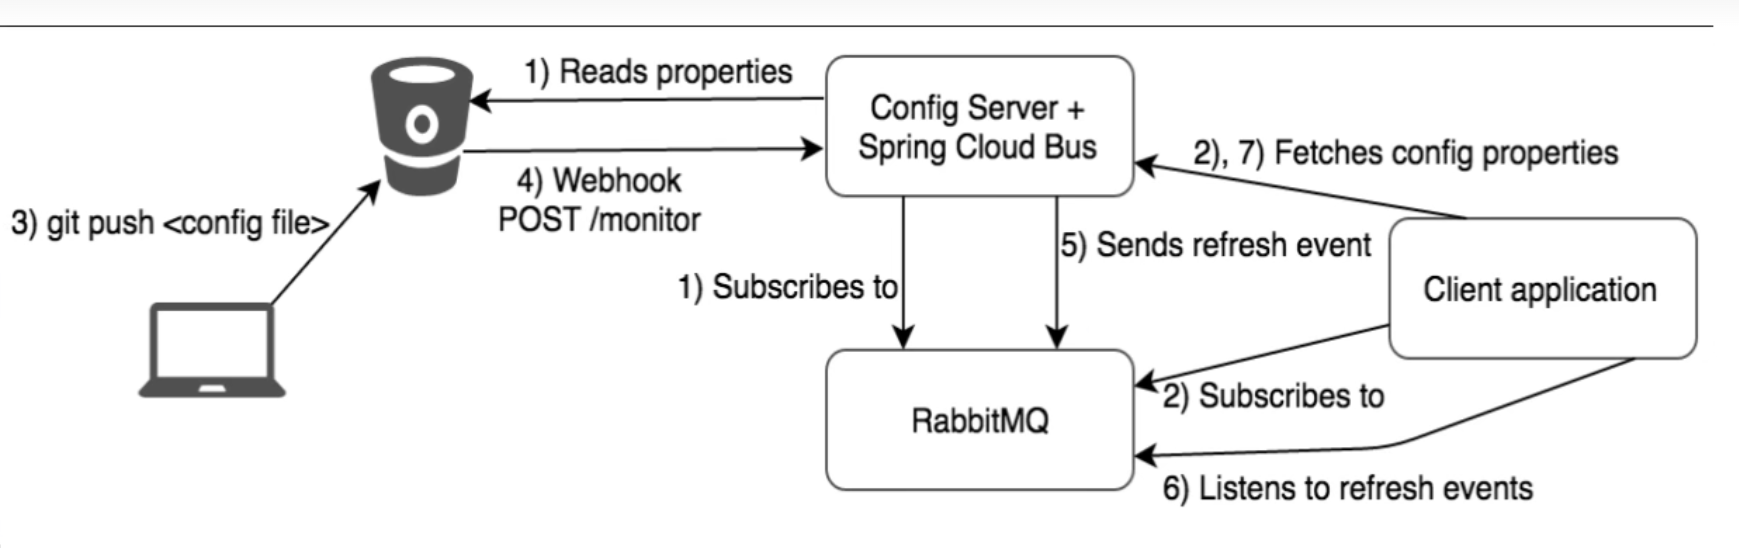 1) Reads properties
Config Server +
Spring Cloud Bus
2), 7) Fetches config properties
4) Webhook
POST /monitor
3) git push <config file>
5) Sends refresh event
1) Subscribes to
Client application
2) Subscribes to
RabbitMQ
6) Listens to refresh events